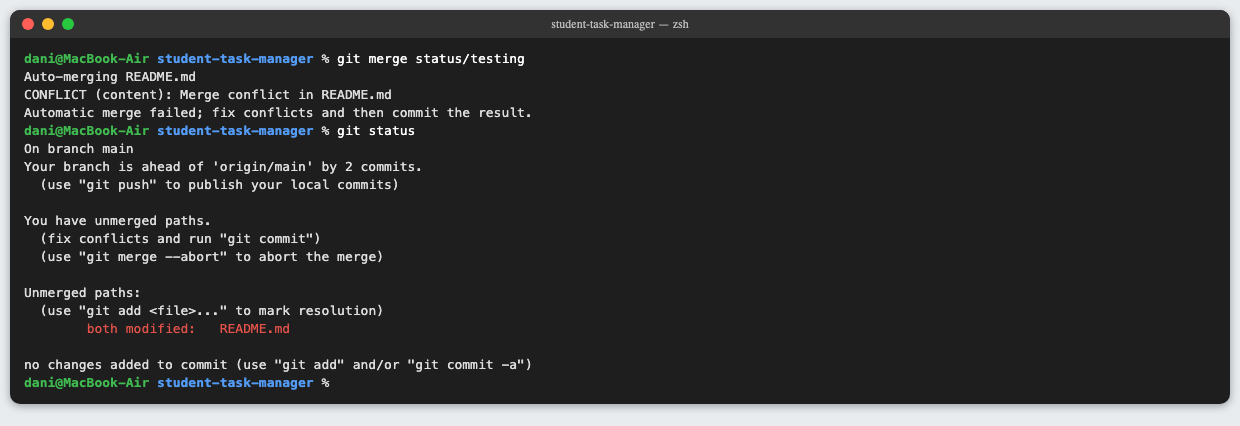 student-task-manager — zsh
dani@MacBook-Air student-task-manager % git merge status/testing
Auto-merging README.md
CONFLICT (content): Merge conflict in README.md
Automatic merge failed; fix conflicts and then commit the result.
dani@MacBook-Air student-task-manager % git status
On branch main
Your branch is ahead of 'origin/main' by 2 commits.
  (use "git push" to publish your local commits)

You have unmerged paths.
  (fix conflicts and run "git commit")
  (use "git merge --abort" to abort the merge)

Unmerged paths:
  (use "git add <file>..." to mark resolution)
        both modified:   README.md

no changes added to commit (use "git add" and/or "git commit -a")
dani@MacBook-Air student-task-manager %